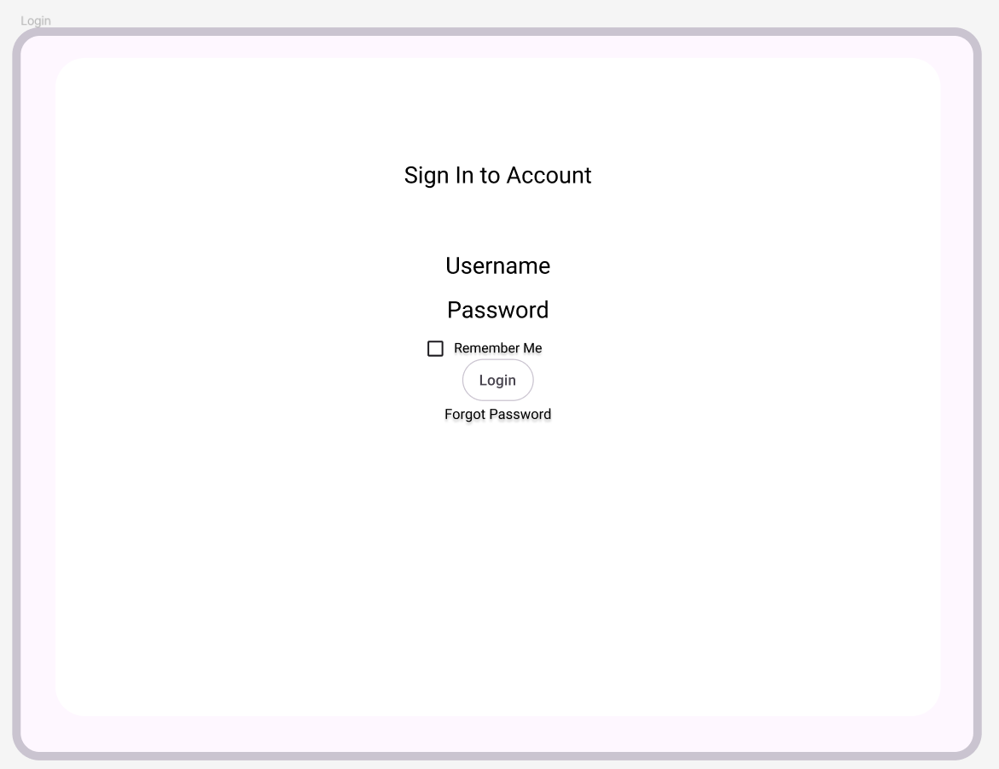 Login
Sign In to Account
Username
Password
Remember Me
Login
Forgot Password